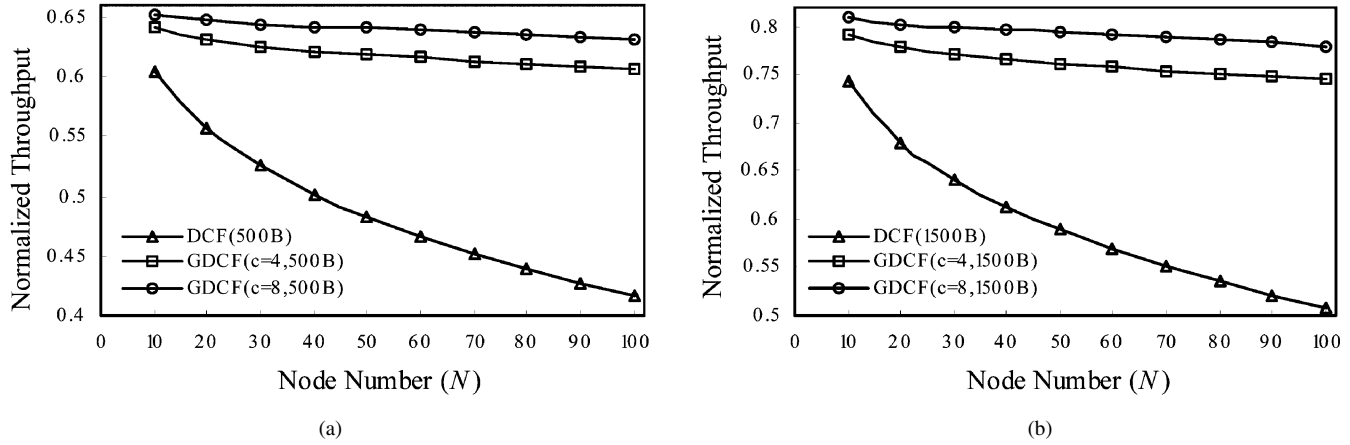 0.65
0.6
0.55
0.5
0.45
0.4
Normalized Throughput
DCF(500B)
GDCF(c=4,500B)
GDCF(c=8,500B)
0 10 20 30 40 50 60 70 80 90 100
Node Number (N)
(a)
0.8
0.75
0.7
0.65
0.6
0.55
0.5
Normalized Throughput
DCF(1500B)
GDCF(c=4,1500B)
GDCF(c=8,1500B)
0 10 20 30 40 50 60 70 80 90 100
Node Number (N)
(b)